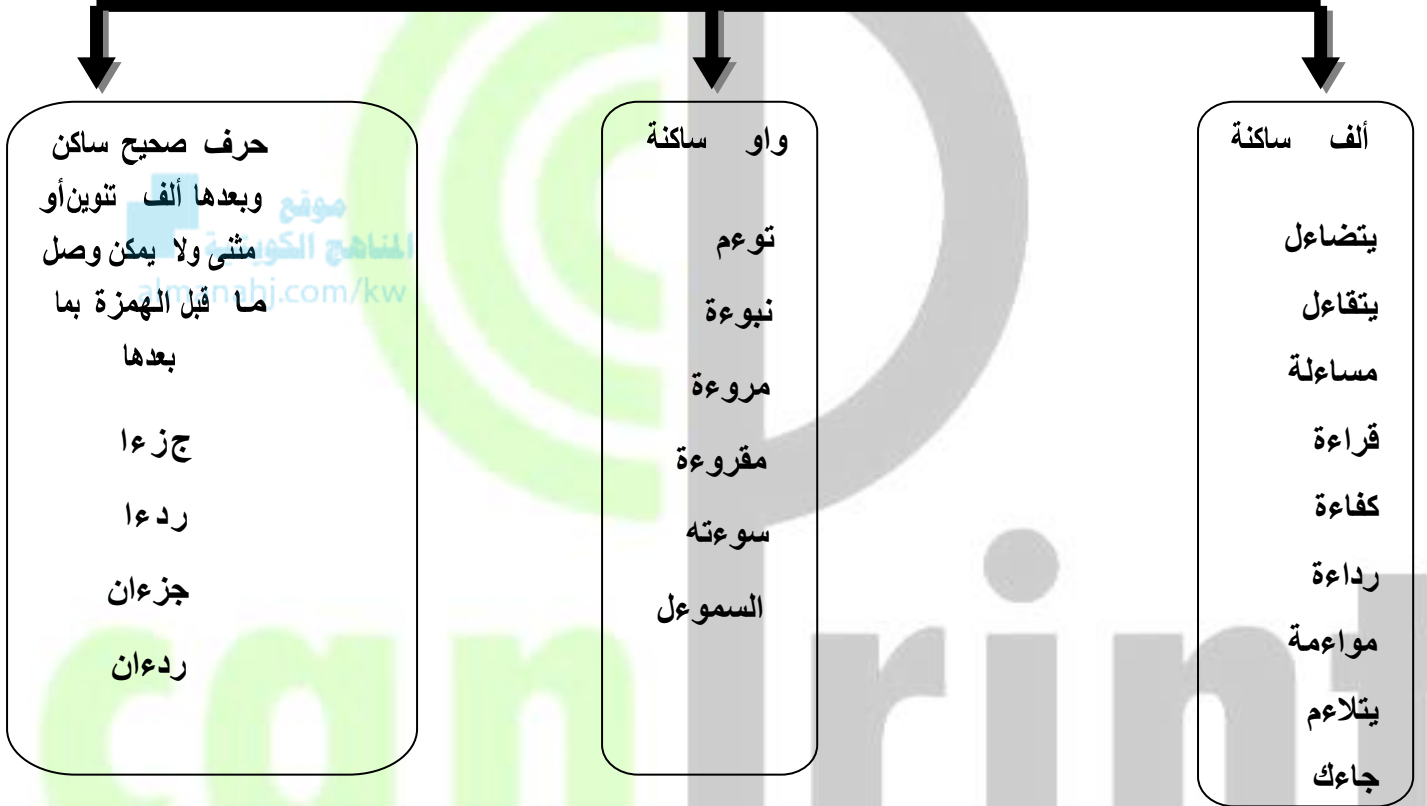 ألف ساكنة
يتضاءل
يتقاءل
مساءلة
قراءة
كفاءة
رداءة
مواءمة
يتلاءم
جاءك
واو ساكنة
توءم
نبوءة
مروءة
مقروءة
سوءته
السموءل
حرف صحيح ساكن
وبعدها ألف تنوين أو
مثنى ولا يمكن وصل
ما قبل الهمزة بما
بعدها
جزءا
ردءا
جزءان
ردءان
موقع
المناهج الكويتية
almanahj.com/kw
canPrint